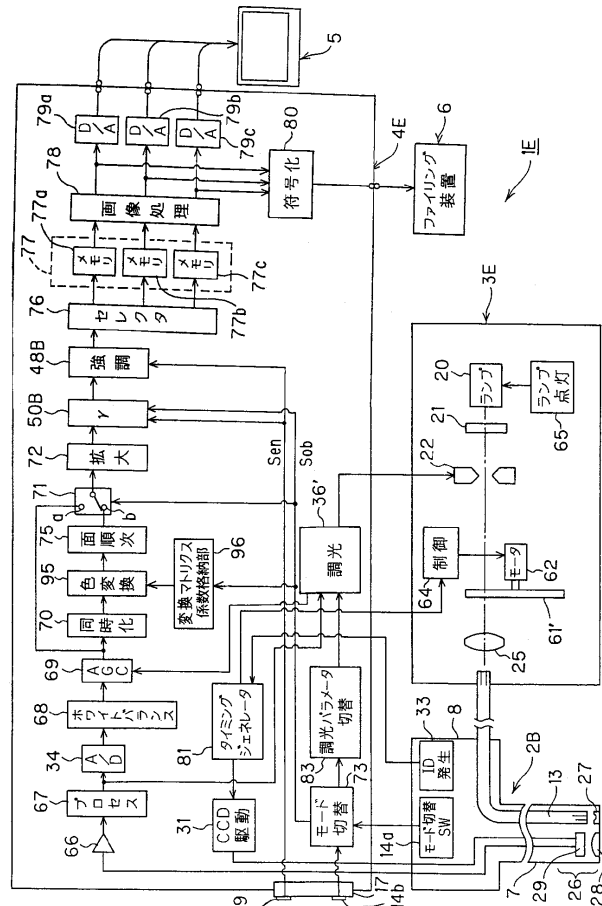 79a
D/A
79b
D/A
79c
D/A
5
78
画像処理
80
符号化
4E
6
ファイリング
装置
1E
77a
77
メモリ
メモリ
メモリ
77b
77c
76
セレクタ
48B
強調
50B
γ
72
拡大
71
a
b
75
面順次
95
色変換
70
同時化
69
AGC
68
ホワイトバランス
34
A/D
67
プロセス
66
Sen
Sob
96
変換マトリクス
係数格納部
36'
調光
81
タイミング
ジェネレータ
31
CCD
駆動
83
調光パラメータ
切替
73
モード
切替
14a
モード切替
SW
14b
17
9
3E
20
ランプ
21
22
65
ランプ
点灯
64
制御
モータ
62
61'
25
33
ID発生
8
2B
13
27
7
29
26
28